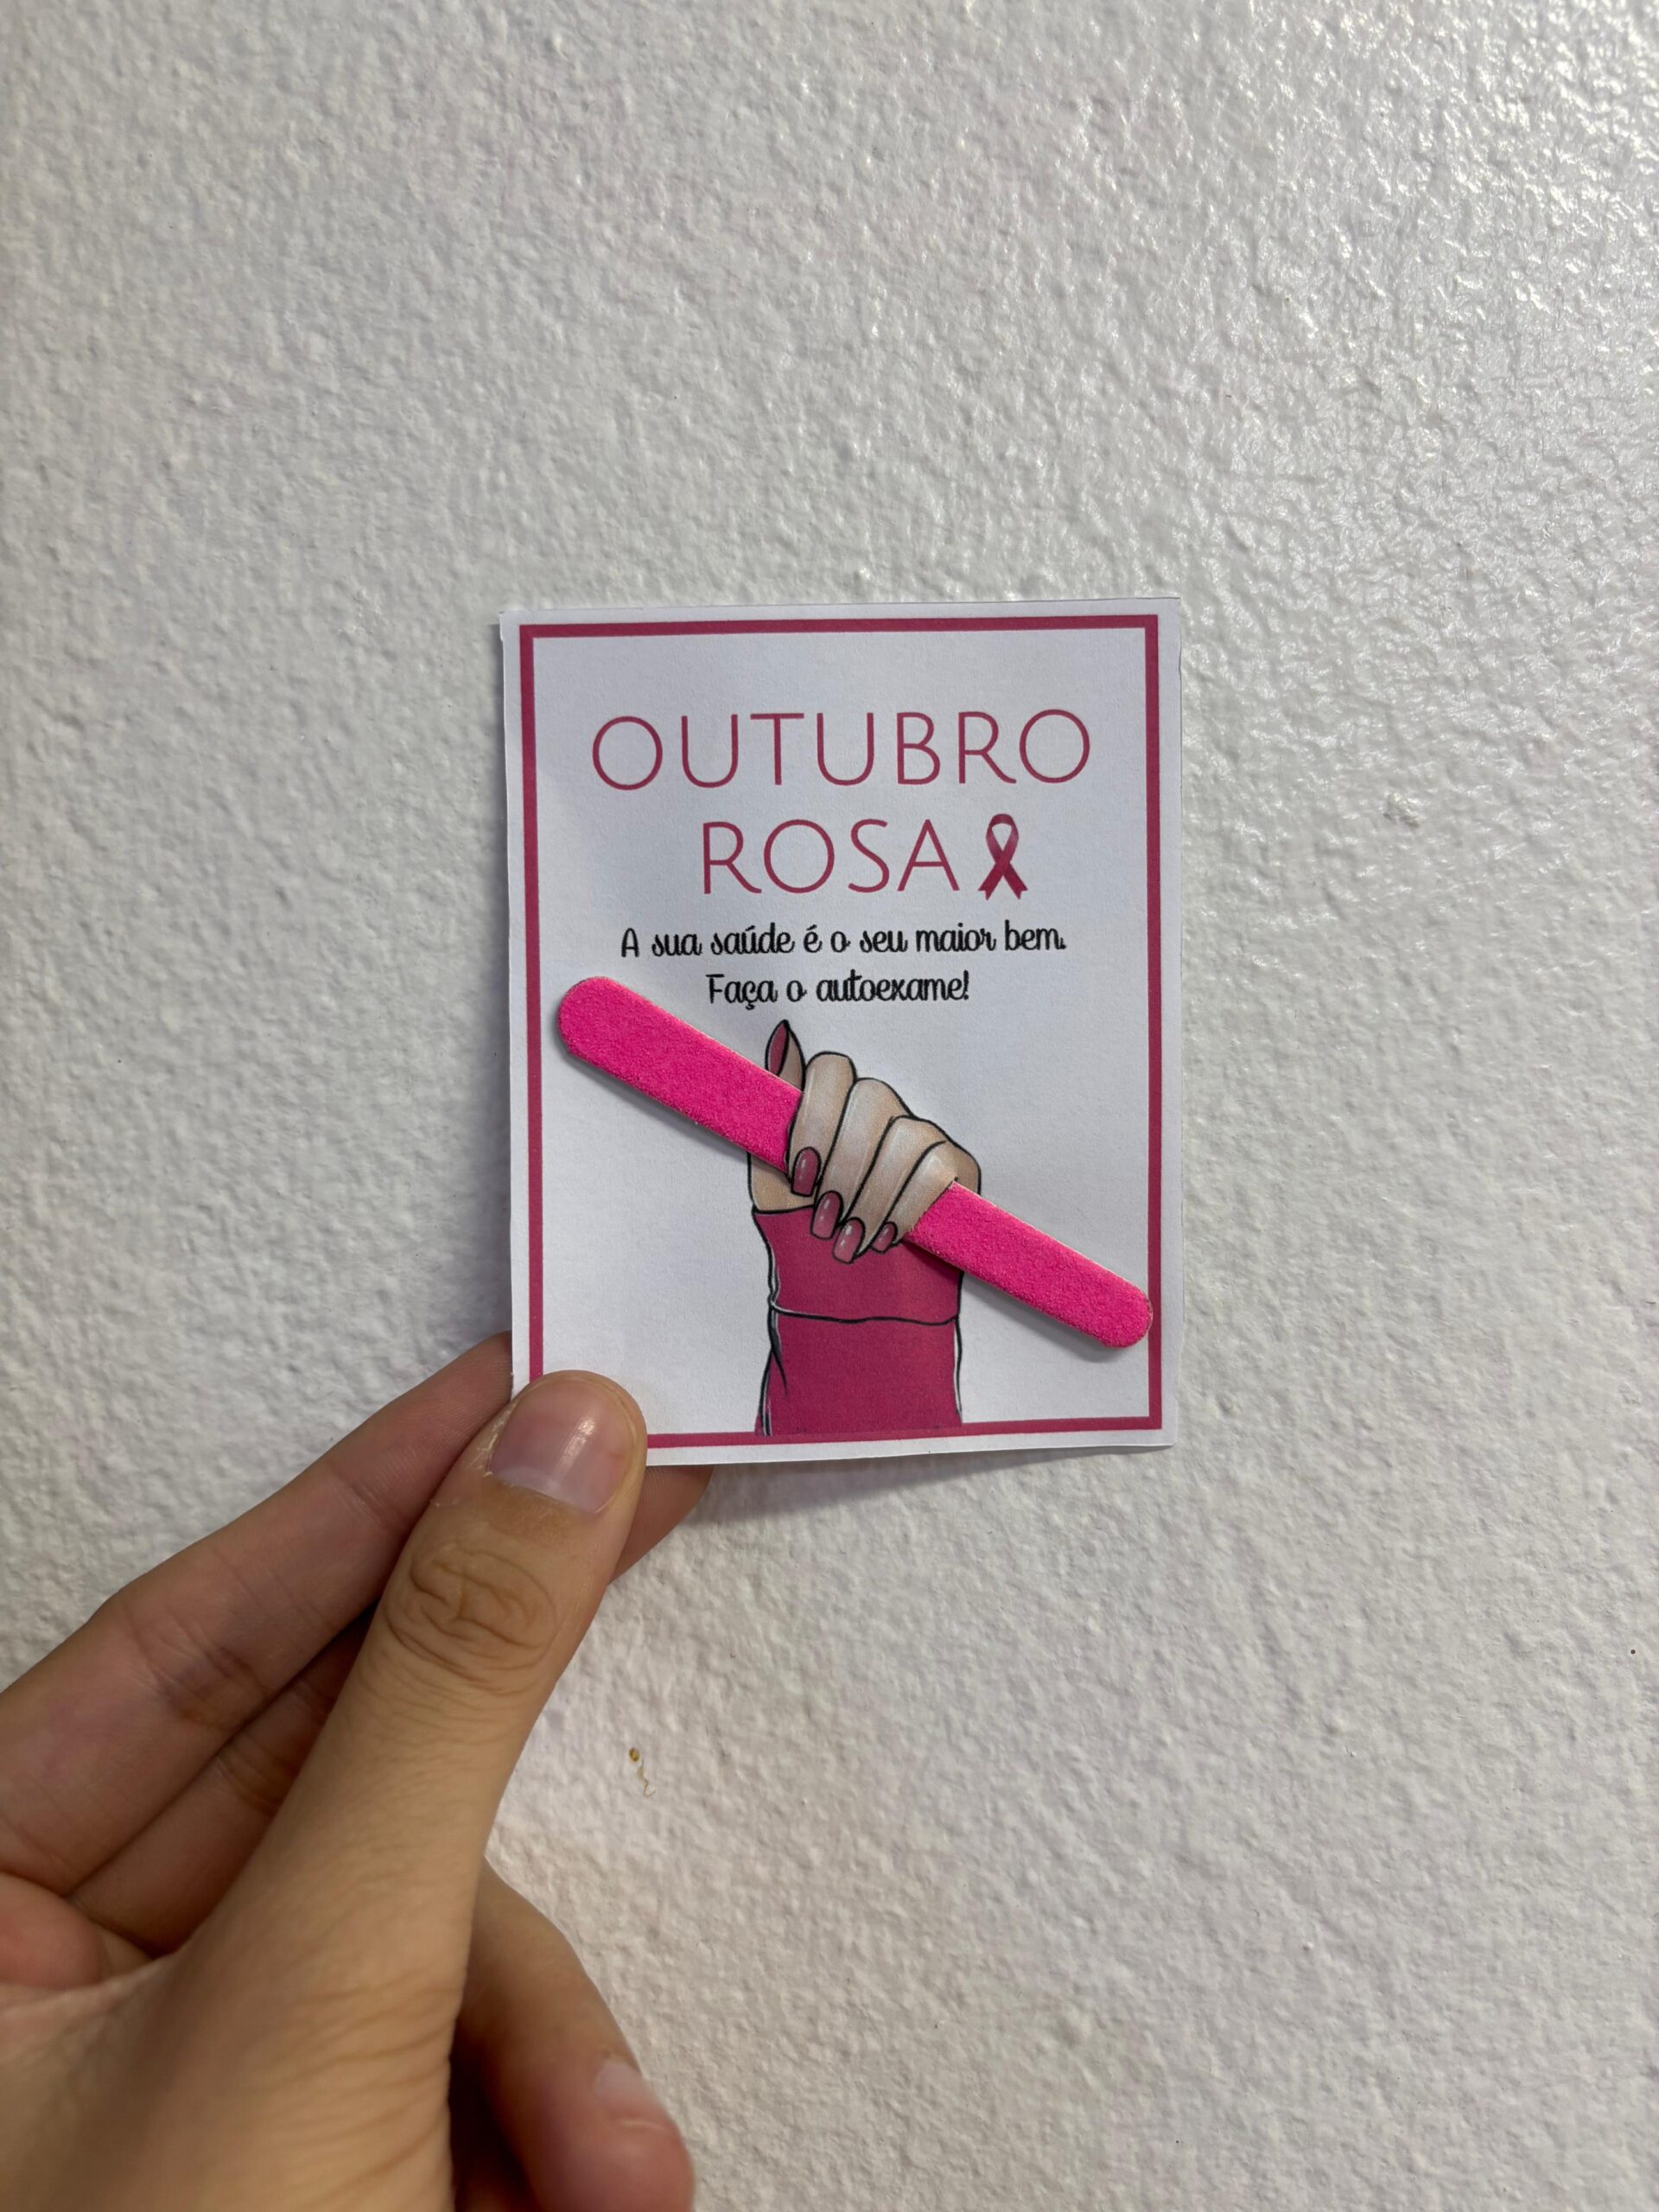 OUTUBRO
ROSA
A sua saúde é o seu maior bem.
Faça o autoexame!